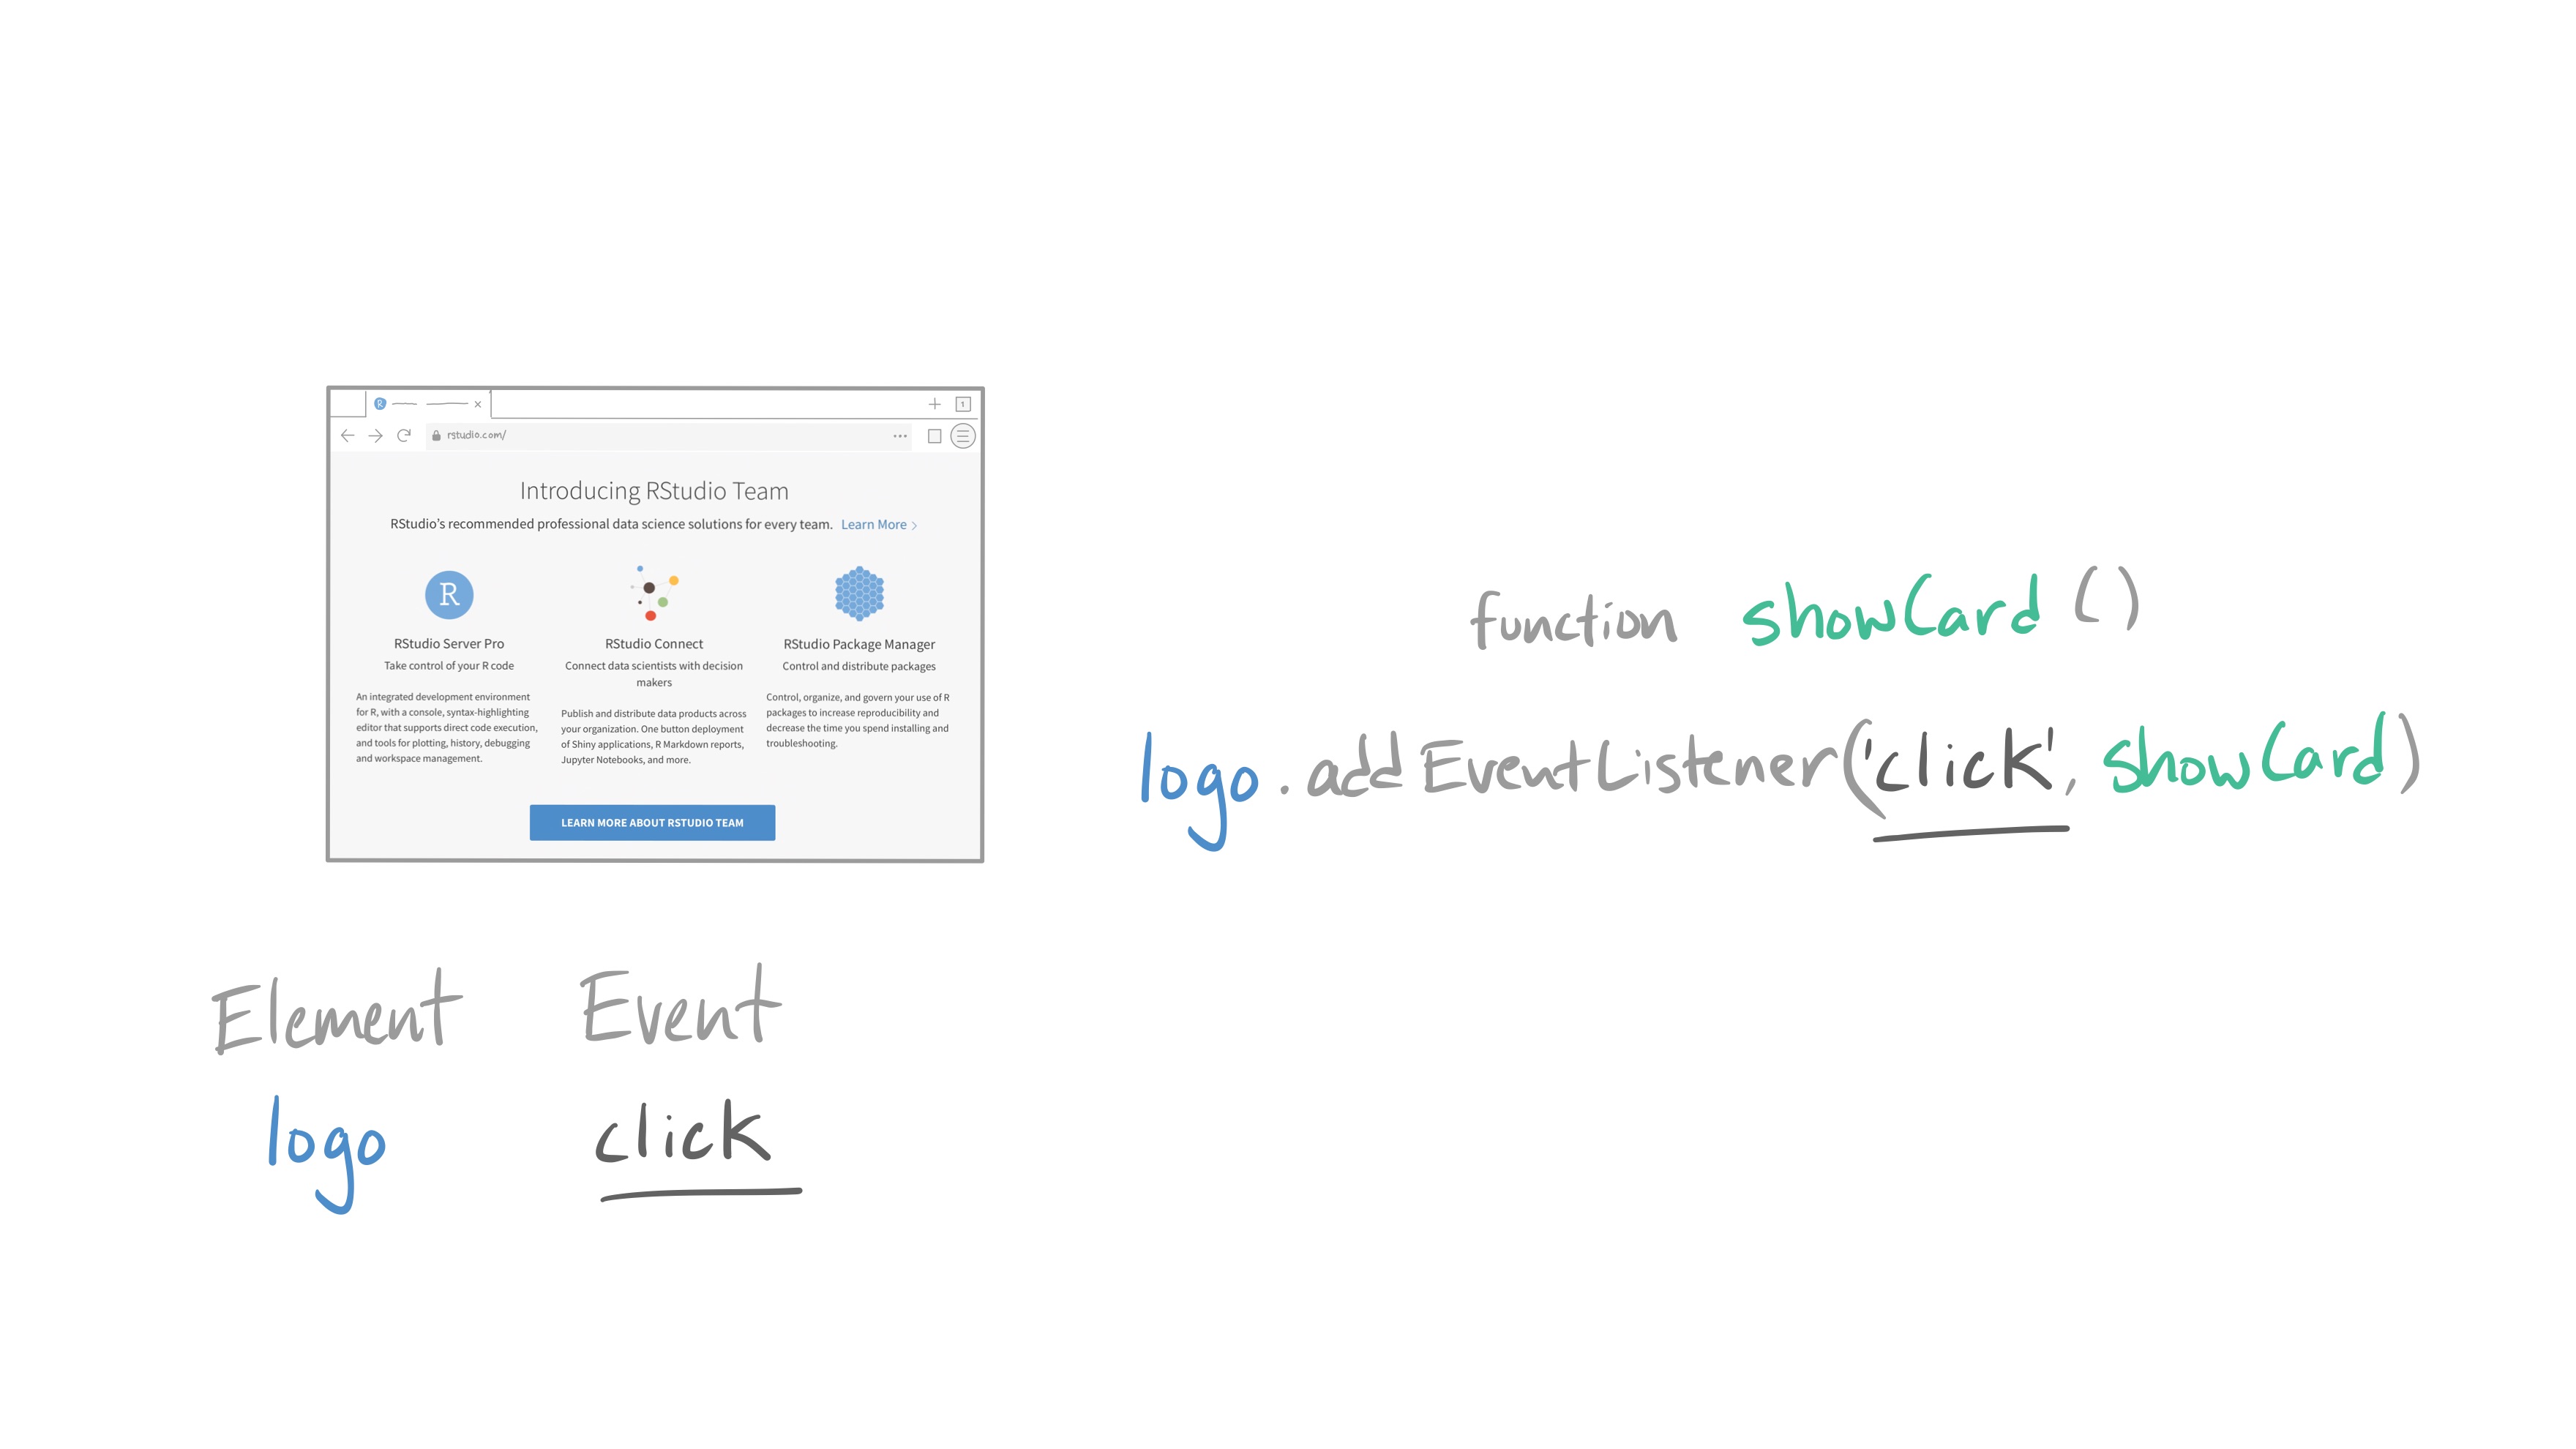 R
1
rstudio.com/
Introducing RStudio Team
RStudio's recommended professional data science solutions for every team. Learn More >
R
RStudio Server Pro
Take control of your R code
An integrated development environment
for R, with a console, syntax-highlighting
editor that supports direct code execution,
and tools for plotting, history, debugging
and workspace management.
RStudio Connect
Connect data scientists with decision
makers
Publish and distribute data products across
your organization. One button deployment
of Shiny applications, R Markdown reports,
Jupyter Notebooks, and more.
RStudio Package Manager
Control and distribute packages
Control, organize, and govern your use of R
packages to increase reproducibility and
decrease the time you spend installing and
troubleshooting.
LEARN MORE ABOUT RSTUDIO TEAM
Element Event
logo click
function showCard ()
logo.addEventListener('click', showCard)